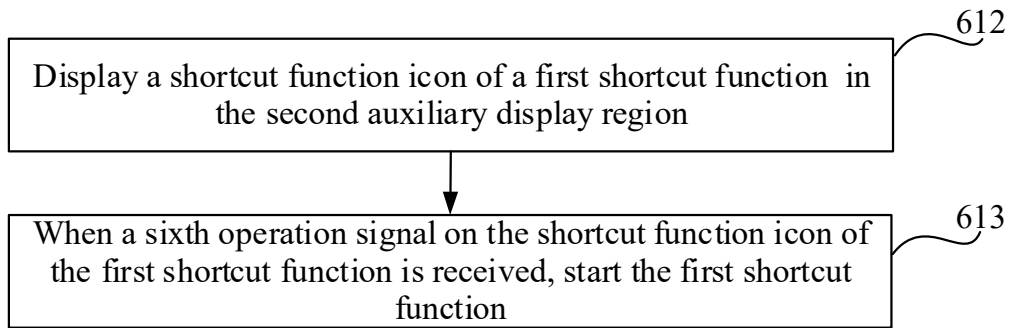 612
Display a shortcut function icon of a first shortcut function in
the second auxiliary display region
613
When a sixth operation signal on the shortcut function icon of
the first shortcut function is received, start the first shortcut
function